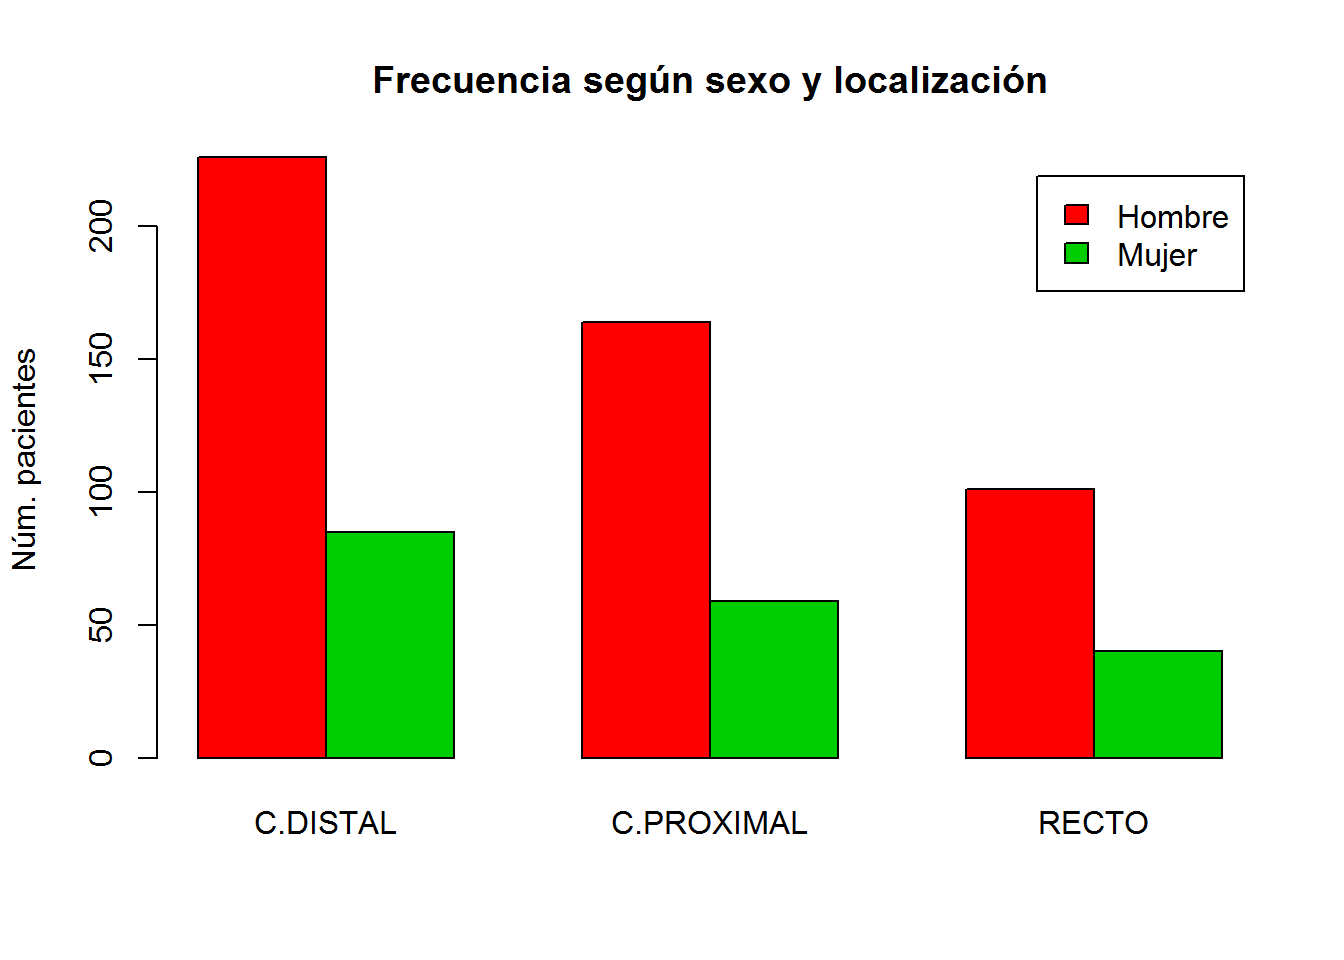 Frecuencia según sexo y localización
Hombre
Mujer
Núm. pacientes
200
150
100
50
0
C.DISTAL
C.PROXIMAL
RECTO